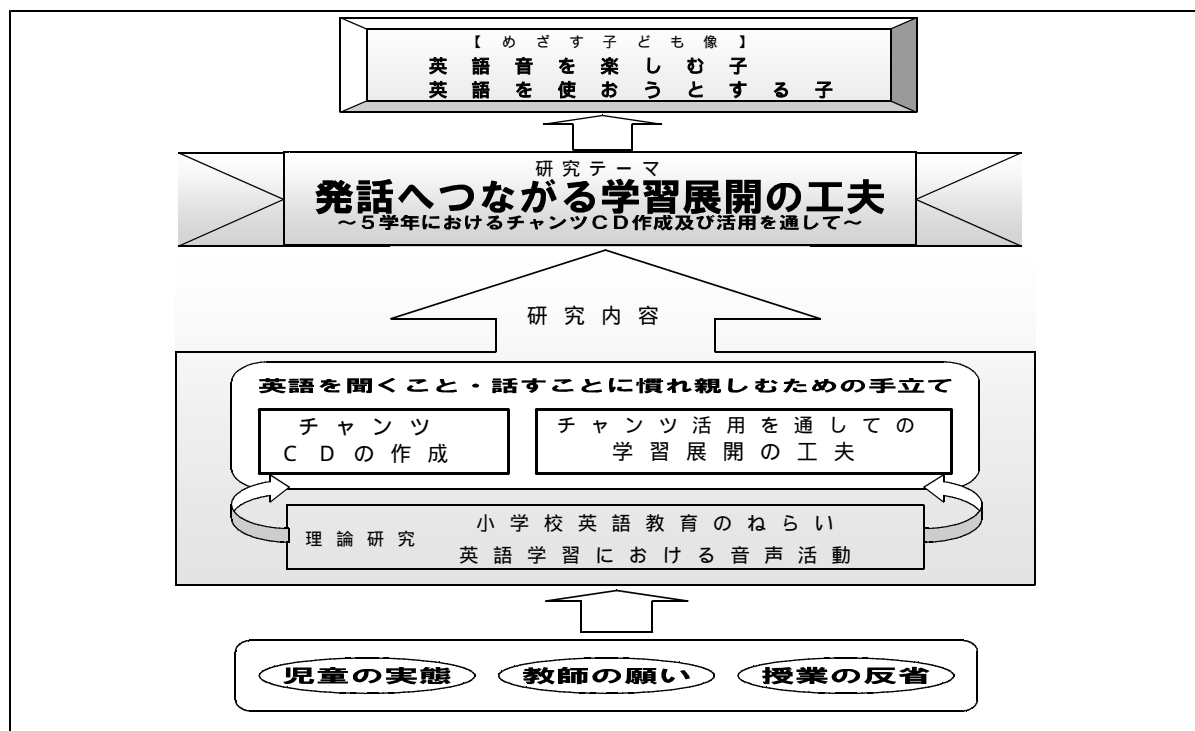 【めざす子ども像】
英語音を楽しむ子
英語を使おうとする子
研究テーマ
発話へつながる学習展開の工夫
～５学年におけるチャンツＣＤ作成及び活用を通して～
研究内容
英語を聞くこと・話すことに慣れ親しむための手立て
チャンツ
ＣＤの作成
チャンツ活用を通しての
学習展開の工夫
理論研究
小学校英語教育のねらい
英語学習における音声活動
児童の実態
教師の願い
授業の反省